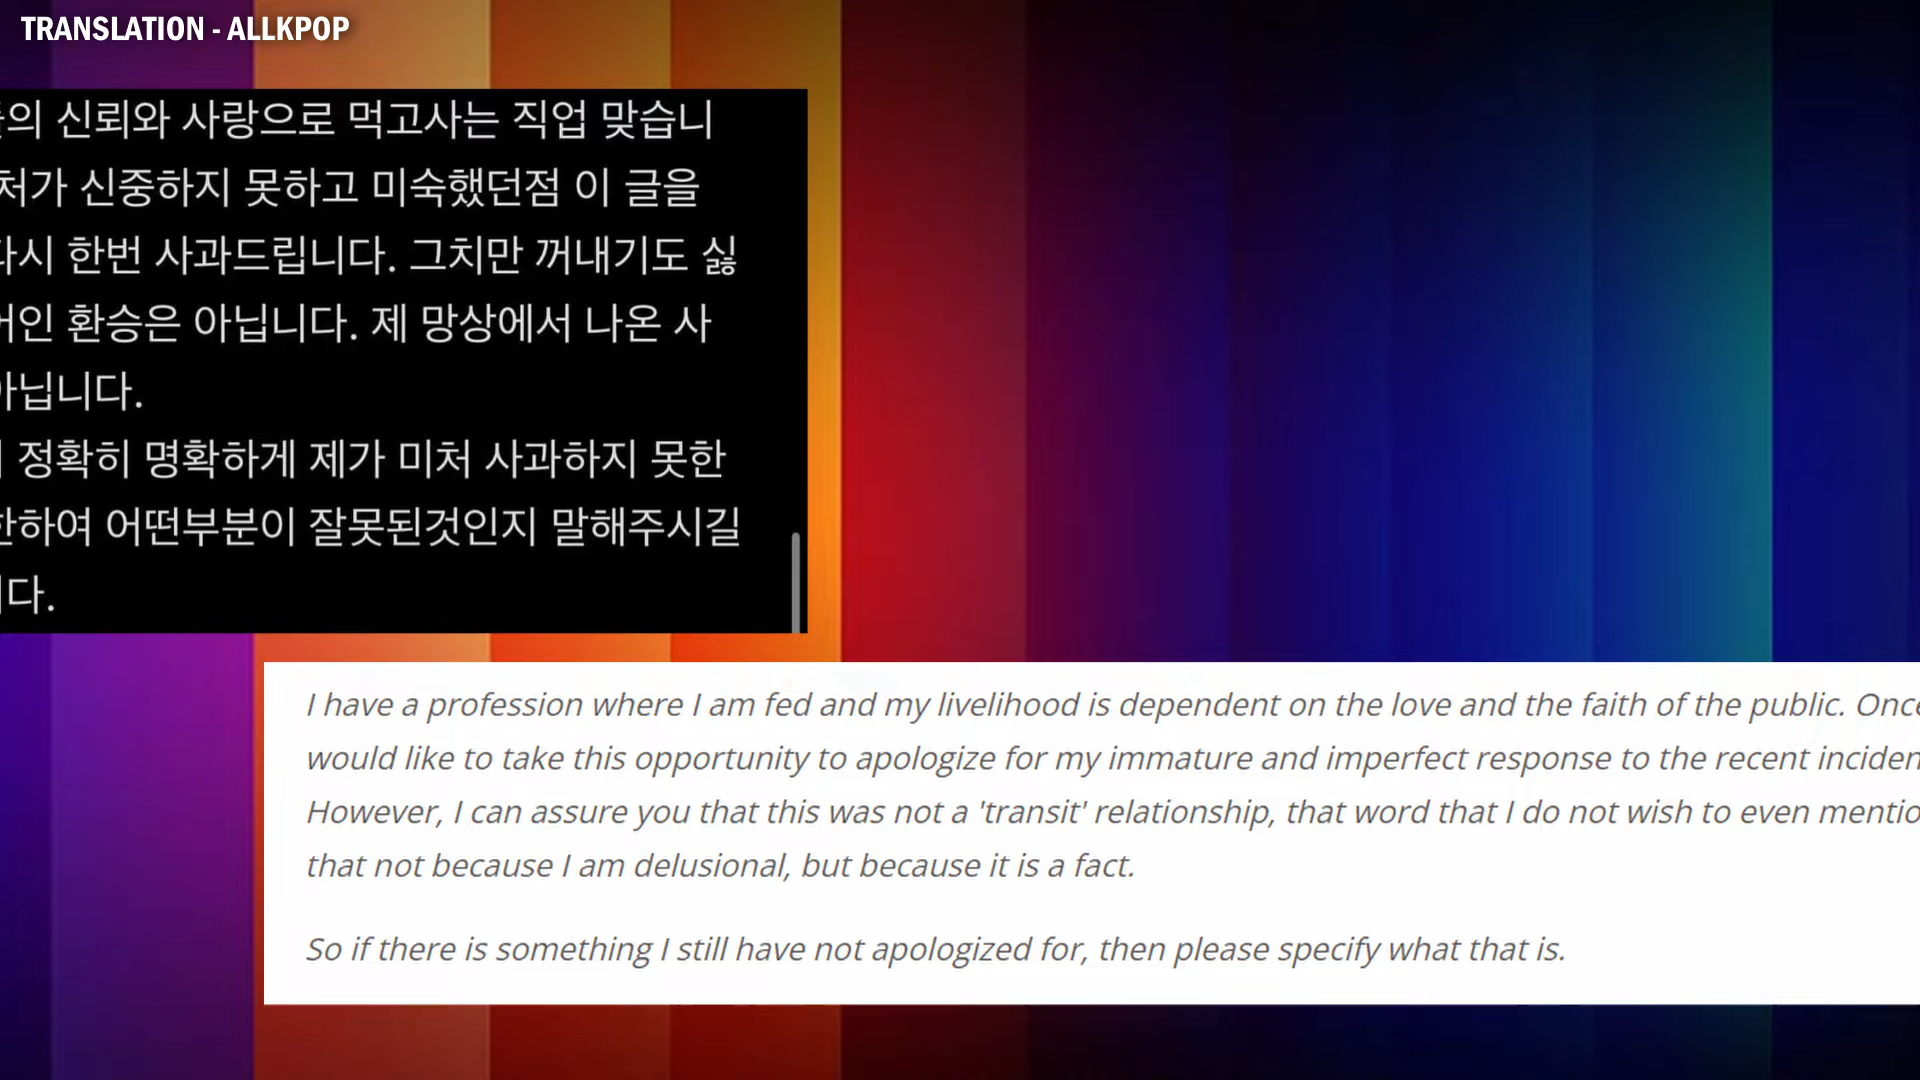 TRANSLATION - ALLKPOP
신뢰와 사랑으로 먹고사는 직업 맞습니
신중하지 못하고 미숙했던점 이 글을
다시 한번 사과드립니다. 그치만 꺼내기도 싫
환승은 아닙니다. 제 망상에서 나온 사
아닙니다.
정확히 명확하게 제가 미처 사과하지 못한
어떤부분이 잘못된것인지 말해주시길
다.
I have a profession where I am fed and my livelihood is dependent on the love and the faith of the public. Once
would like to take this opportunity to apologize for my immature and imperfect response to the recent inciden
However, I can assure you that this was not a 'transit' relationship, that word that I do not wish to even mentio
that not because I am delusional, but because it is a fact.
So if there is something I still have not apologized for, then please specify what that is.